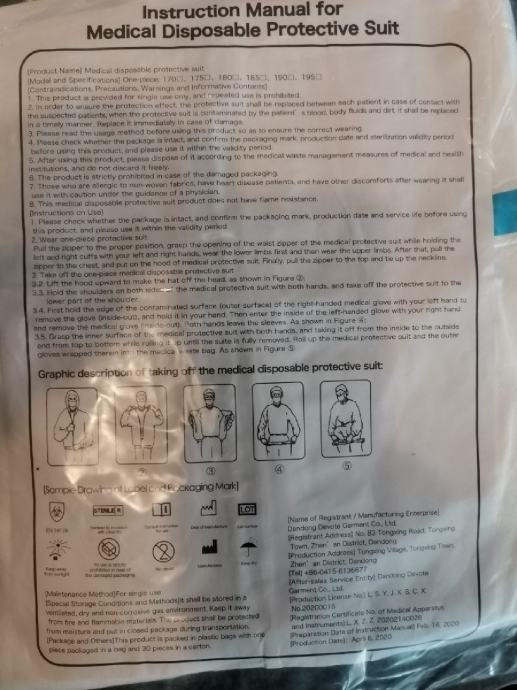 Instruction Manual for
Medical Disposable Protective Suit
[Product Name] Medical disposable protective suit
[Model and Specifications] One-piece: 170□, 175□, 180□, 185□, 190□, 195□
[Contraindications, Precautions, Warnings and Informative Contents]
1. This product is provided for single use only, and repeated use is prohibited.
2. In order to ensure the protection effect, the protective suit shall be replaced between each patient in case of contact with
the suspected patients; when the protective suit is contaminated by the patient's blood, body fluids and dirt, it shall be replaced
in a timely manner. Replace it immediately in case of damage.
3. Please read the usage method before using this product so as to ensure the correct wearing.
4. Please check whether the package is intact, and confirm the packaging mark, production date and sterilization validity period
before using this product, and please use it within the validity period.
5. After using this product, please dispose of it according to the medical waste management measures of medical and health
institutions, and do not discard it freely.
6. The product is strictly prohibited in case of the damaged packaging.
7. Those who are allergic to non-woven fabrics, have heart disease patients, and have other discomforts after wearing it shall
use it with caution under the guidance of a physician.
8. This medical disposable protective suit product does not have flame resistance.
[Instructions on Use]
1. Please check whether the package is intact, and confirm the packaging mark, production date and service life before using
this product, and please use it within the validity period.
2. Wear one-piece protective suit
Pull the zipper to the proper position, grasp the opening of the waist zipper of the medical protective suit while holding the
left and right cuffs with your left and right hands, wear the lower limbs first and then wear the upper limbs. After that, pull the
zipper to the chest, and put on the hood of medical protective suit. Finally, pull the zipper to the top and tie up the neckline.
3. Take off the one-piece medical disposable protective suit
3.2. Lift the hood upward to make the hat off the head, as shown in Figure ②;
3.3. Hold the shoulders on both sides of the medical protective suit with both hands, and take off the protective suit to the
lower part of the shoulder.
3.4. First hold the edge of the contaminated surface (outer surface) of the right-handed medical glove with your left hand to
remove the glove (inside-out), and hold it in your hand. Then enter the inside of the left-handed glove with your right hand
and remove the medical glove (inside-out). Both hands leave the sleeves. As shown in Figure ④;
3.5. Grasp the inner surface of the medical protective suit with both hands, and taking it off from the inside to the outside
and from top to bottom while rolling it up until the suite is fully removed. Roll up the medical protective suit and the outer
gloves wrapped therein into the medical waste bag. As shown in Figure ⑤
Graphic description of taking off the medical disposable protective suit:
③ ④ ⑤
[Sample Drawing of Label and Packaging Mark]
STERILE R
LOT
Keep away
from sunlight
the damaged packaging
[Maintenance Method]For single use
[Special Storage Conditions and Methods]It shall be stored in a
ventilated, dry and non-corrosive gas environment. Keep it away
from fire and flammable materials. The product shall be protected
from moisture and put in closed package during transportation.
[Package and Others]This product is packed in plastic bags with one
piece packaged in a bag and 30 pieces in a carton.
[Name of Registrant / Manufacturing Enterprise]
Dandong Devote Garment Co., Ltd.
[Registrant Address] No. 83 Tongxing Road, Tongxing
Town, Zhen'an District, Dandong
[Production Address] Tongxing Village, Tongxing Town,
Zhen'an District, Dandong
[Tel] +86-0415-6136677
[After-sales Service Entity] Dandong Devote
Garment Co., Ltd.
[Production License No.] L. S. Y. J. X. S. C. X.
No.20200016
[Registration Certificate No. of Medical Apparatus
and Instruments] L. X. Z. Z. 20202140026
[Preparation Date of Instruction Manual] Feb. 14, 2020
[Production Date]: April 6, 2020